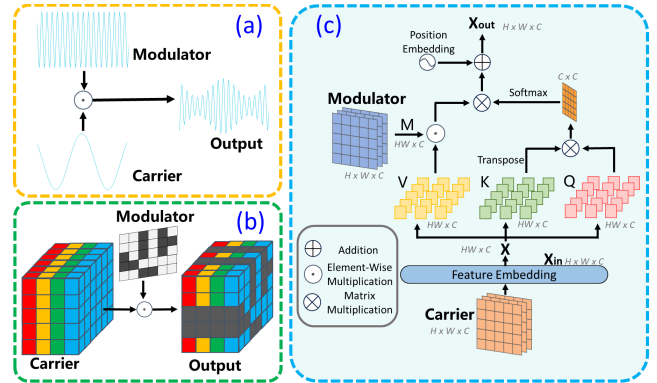 (a)
Modulator
Output
Carrier
(b)
Modulator
Carrier
Output
(c)
Xout H x W x C
Position
Embedding
C x C
Softmax
Modulator
M
HW x C
H x W x C
Transpose
V
K
Q
HW x C
HW x C
HW x C
HW x C
X
Xin H x W x C
Feature Embedding
Carrier
H x W x C
Addition
Element-Wise
Multiplication
Matrix
Multiplication